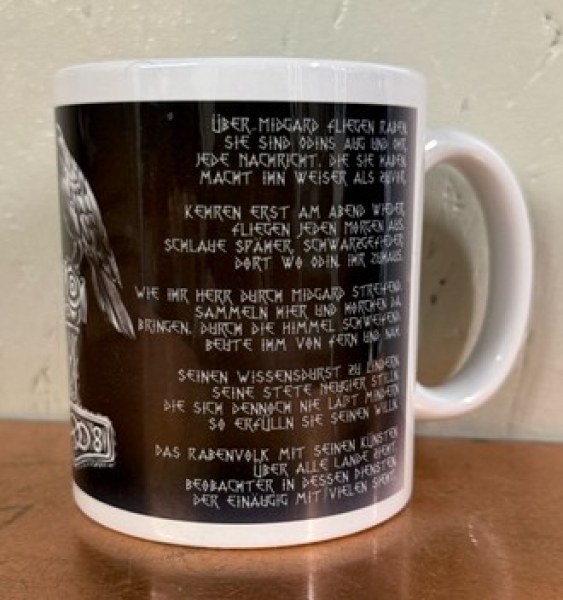 ÜBER MIDGARD FLIEGEN RABEN,
SIE SIND ODINS AUG UND OHR,
JEDE NACHRICHT, DIE SIE HABEN,
MACHT IHN WEISER ALS ZUVOR.
KEHREN ERST AM ABEND WIEDER,
FLIEGEN JEDEN MORGEN AUS,
SCHLAUE SPÄHER, SCHWARZGEFIEDER
DORT WO ODIN, IHR ZUHAUS.
WIE IHR HERR DURCH MIDGARD STREIFEND,
SAMMELN HIER UND HORCHEN DA,
BRINGEN, DURCH DIE HIMMEL SCHWEIFEND,
BEUTE IHM VON FERN UND NAH.
SEINEN WISSENSDURST ZU LINDERN
SEINE STETE NEUGIER STILLN
DIE SICH DENNOCH NIE LÄßT MINDERN
SO ERFÜLLN SIE SEINEN WILLN.
DAS RABENVOLK MIT SEINEN KÜNSTEN
ÜBER ALLE LANDE ZIEHT,
BEOBACHTER IN DESSEN DIENSTEN
DER EINÄUGIG MIT VIELEN SIEHT.